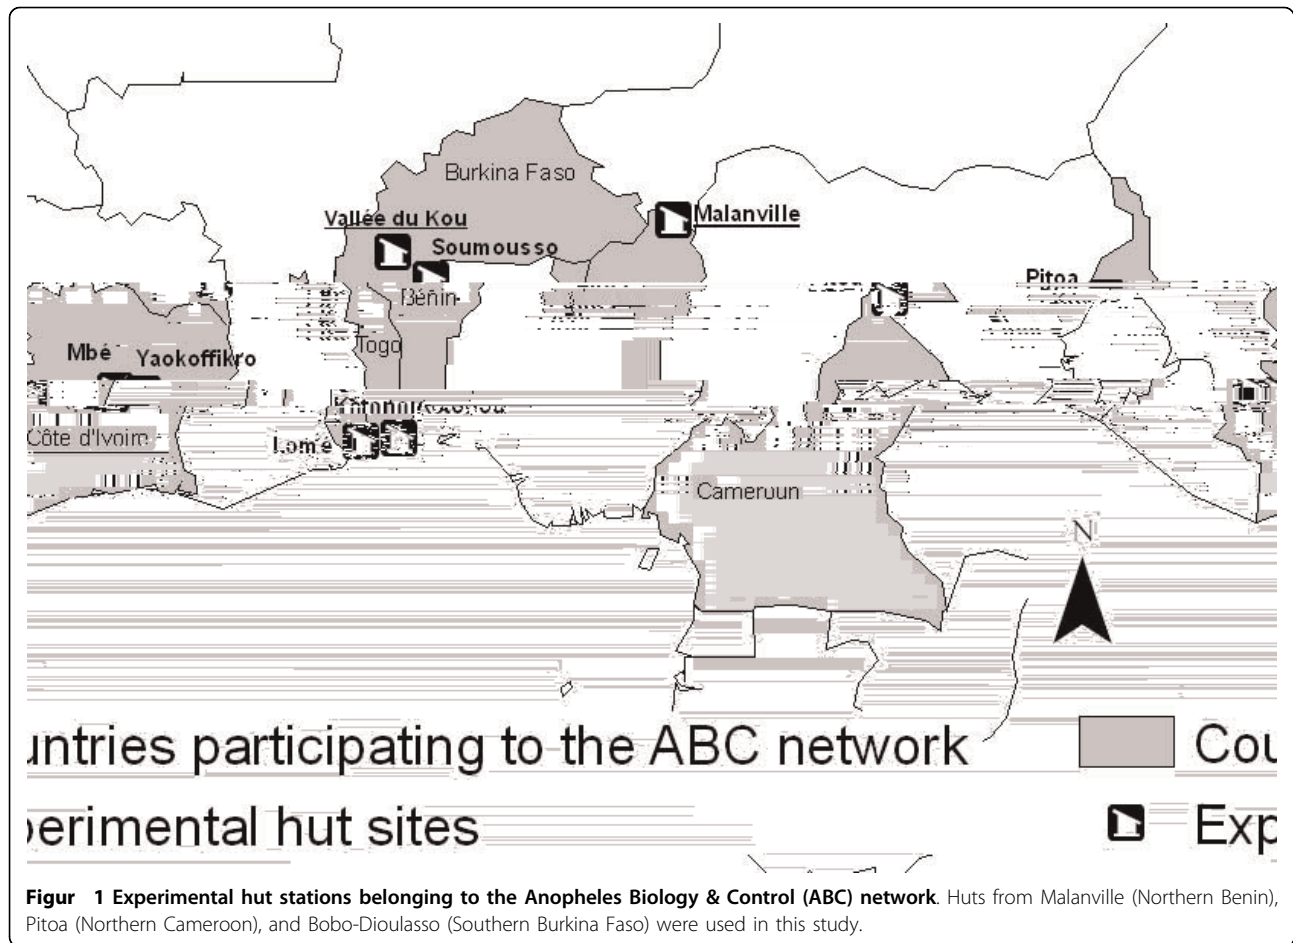 Burkina Faso
Vallée du Kou
Malanville
Soumousso
Pitoa
Bénin
Togo
Mbé
Yaokoffikro
Lomé
Cameroun
N
untries participating to the ABC network
Cou
perimental hut sites
Exp
Figur 1 Experimental hut stations belonging to the Anopheles Biology & Control (ABC) network. Huts from Malanville (Northern Benin),
Pitoa (Northern Cameroon), and Bobo-Dioulasso (Southern Burkina Faso) were used in this study.